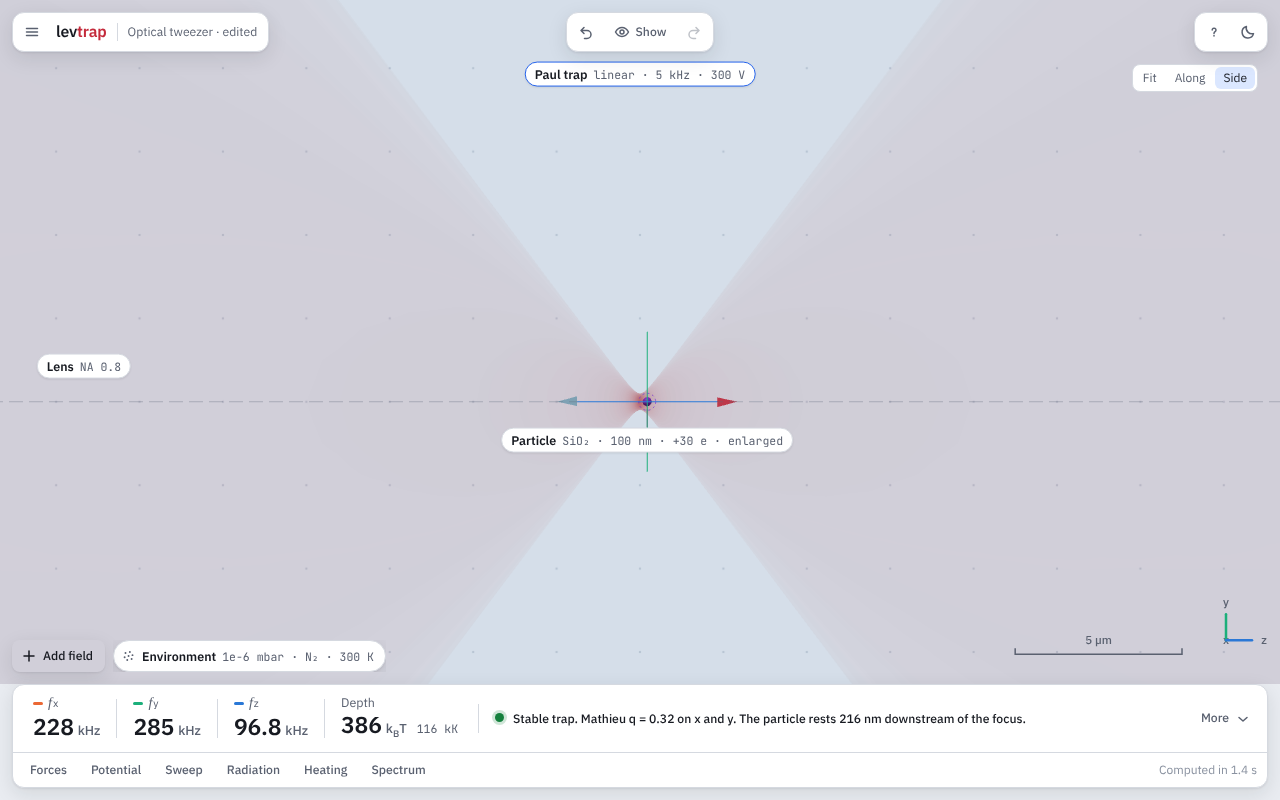 levtrap
Optical tweezer · edited
Show
?
Paul trap linear · 5 kHz · 300 V
Fit Along Side
Lens NA 0.8
Particle SiO₂ · 100 nm · +30 e · enlarged
y
x z
5 µm
+ Add field
Environment 1e-6 mbar · N₂ · 300 K
fx
228 kHz
fy
285 kHz
fz
96.8 kHz
Depth
386 kBT 116 kK
Stable trap. Mathieu q = 0.32 on x and y. The particle rests 216 nm downstream of the focus.
More
Forces Potential Sweep Radiation Heating Spectrum
Computed in 1.4 s